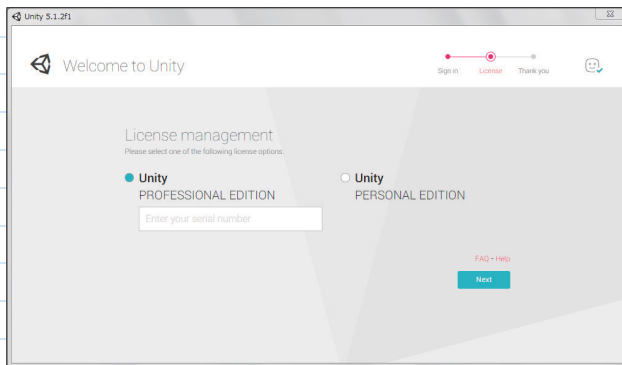 Unity 5.1.2f1
Welcome to Unity
Sign in License Thank you
License management
Please select one of the following license options.
Unity Unity
PROFESSIONAL EDITION PERSONAL EDITION
Enter your serial number
FAQ - Help
Next